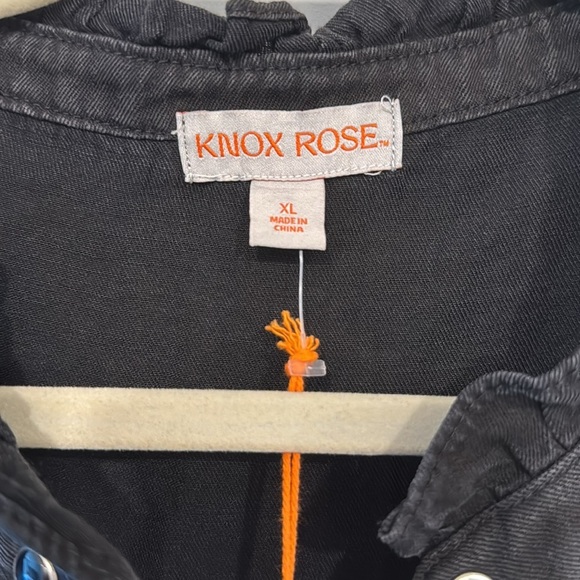 KNOX ROSE™
XL
MADE IN
CHINA